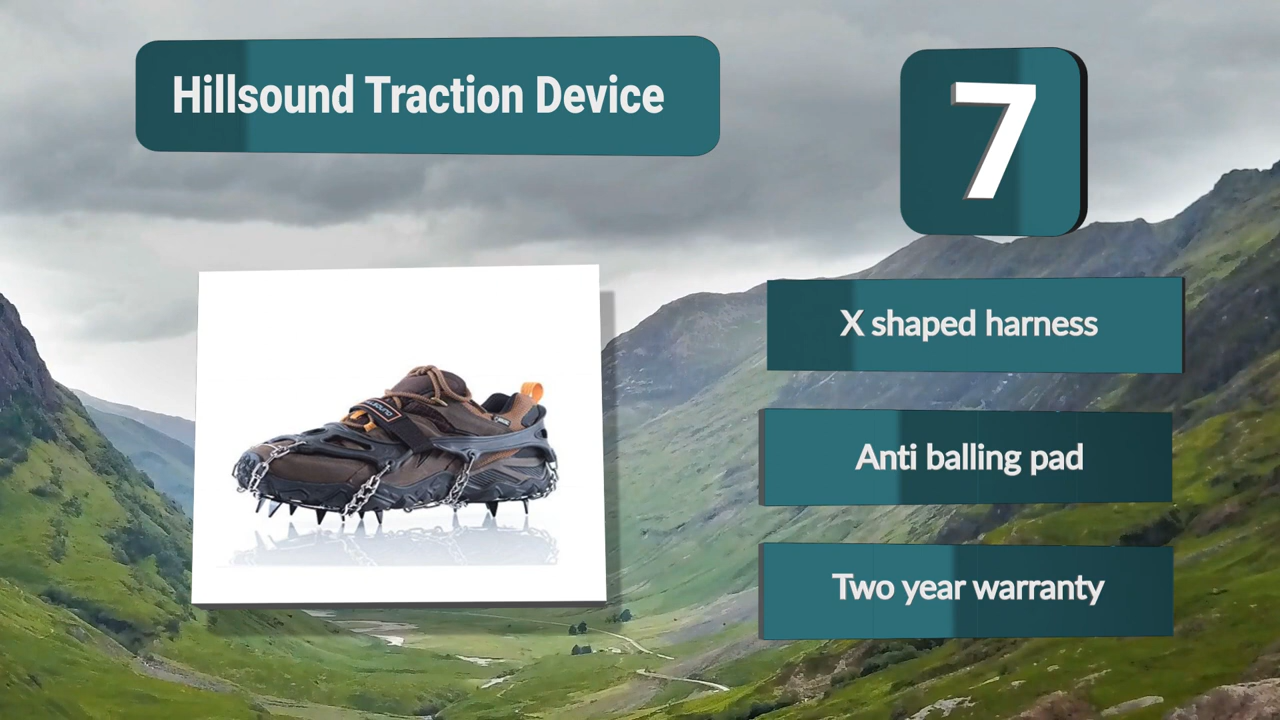 Hillsound Traction Device
7
X shaped harness
Anti balling pad
Two year warranty